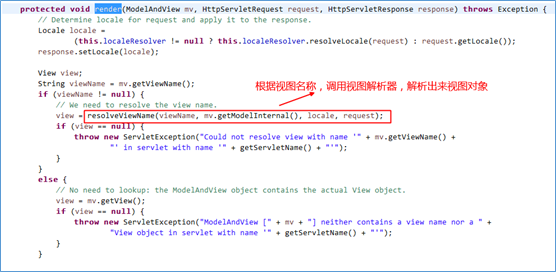 protected void render(ModelAndView mv, HttpServletRequest request, HttpServletResponse response) throws Exception {
// Determine locale for request and apply it to the response.
Locale locale =
(this.localeResolver != null ? this.localeResolver.resolveLocale(request) : request.getLocale());
response.setLocale(locale);
View view;
String viewName = mv.getViewName();
根据视图名称，调用视图解析器，解析出来视图对象
if (viewName != null) {
// We need to resolve the view name.
view = resolveViewName(viewName, mv.getModelInternal(), locale, request);
if (view == null) {
throw new ServletException("Could not resolve view with name '" + mv.getViewName() +
"' in servlet with name '" + getServletName() + "'");
}
}
else {
// No need to lookup: the ModelAndView object contains the actual View object.
view = mv.getView();
if (view == null) {
throw new ServletException("ModelAndView [" + mv + "] neither contains a view name nor a " +
"View object in servlet with name '" + getServletName() + "'");
}
}